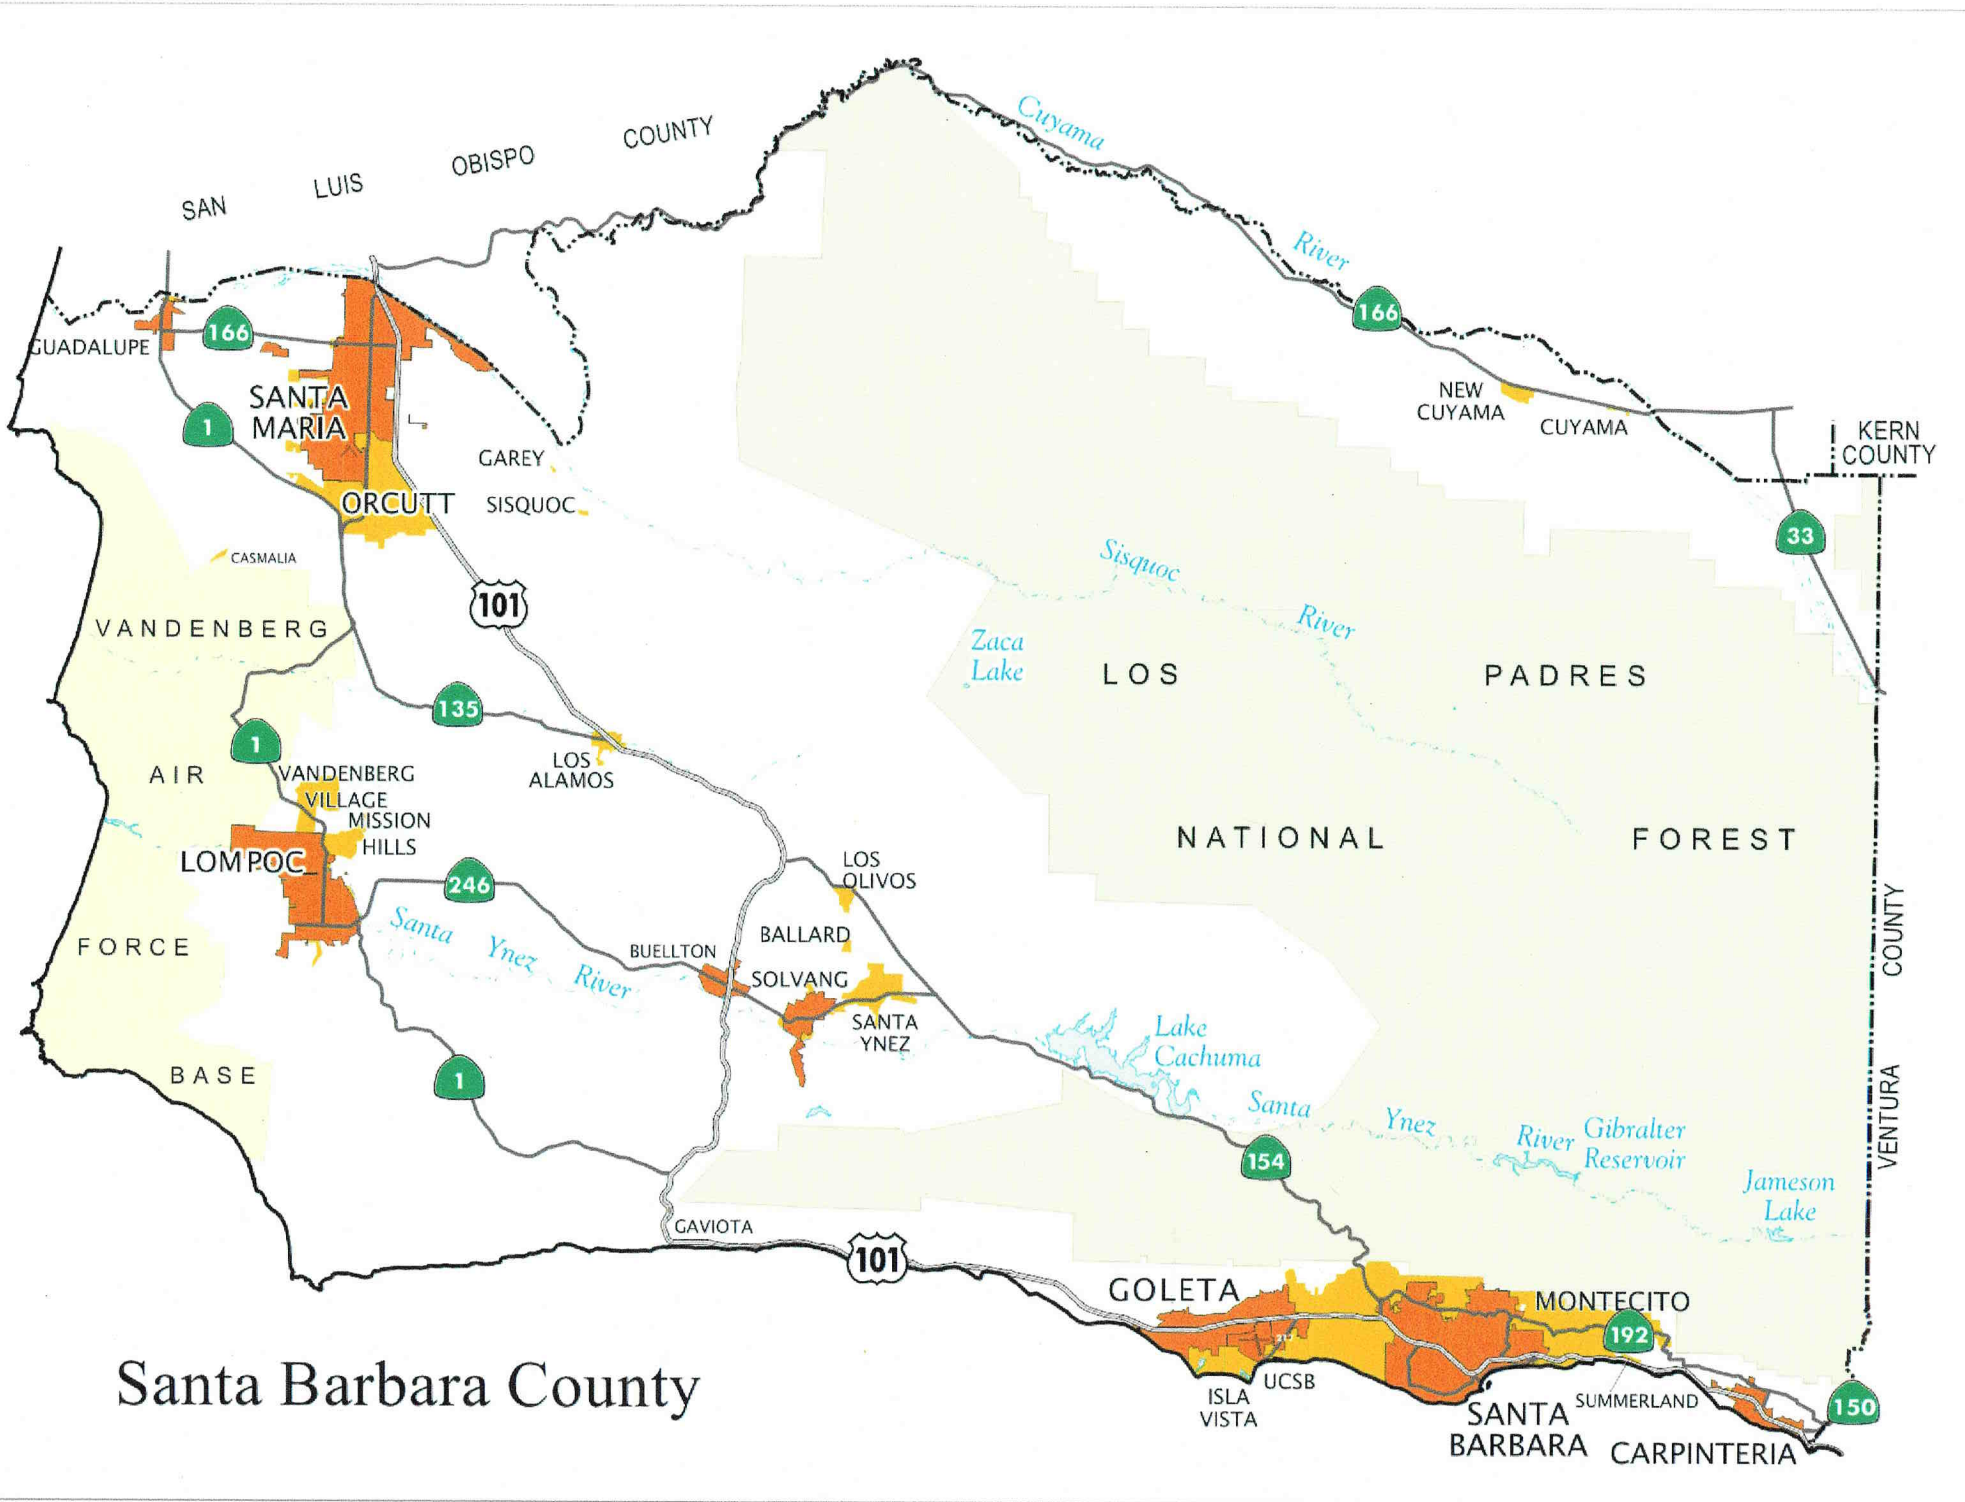 Cuyama
COUNTY
OBISPO
LUIS
SAN
River
166
166
GUADALUPE
SANTA
MARIA
1
NEW
CUYAMA
CUYAMA
KERN
COUNTY
GAREY
ORCUTT
SISQUOC
33
CASMALIA
Sisquoc
101
River
VANDENBERG
Zaca
Lake
LOS
PADRES
135
1
LOS
ALAMOS
AIR
VANDENBERG
VILLAGE
MISSION
HILLS
NATIONAL
FOREST
LOMPOC
LOS
OLIVOS
246
Santa
Ynez
River
BALLARD
COUNTY
FORCE
BUELLTON
SOLVANG
SANTA
YNEZ
Lake
Cachuma
BASE
1
Santa
Ynez
River
Gibralter
Reservoir
VENTURA
154
Jameson
Lake
GAVIOTA
101
GOLETA
MONTECITO
192
217
Santa Barbara County
ISLA
VISTA
UCSB
SUMMERLAND
150
SANTA
BARBARA
CARPINTERIA